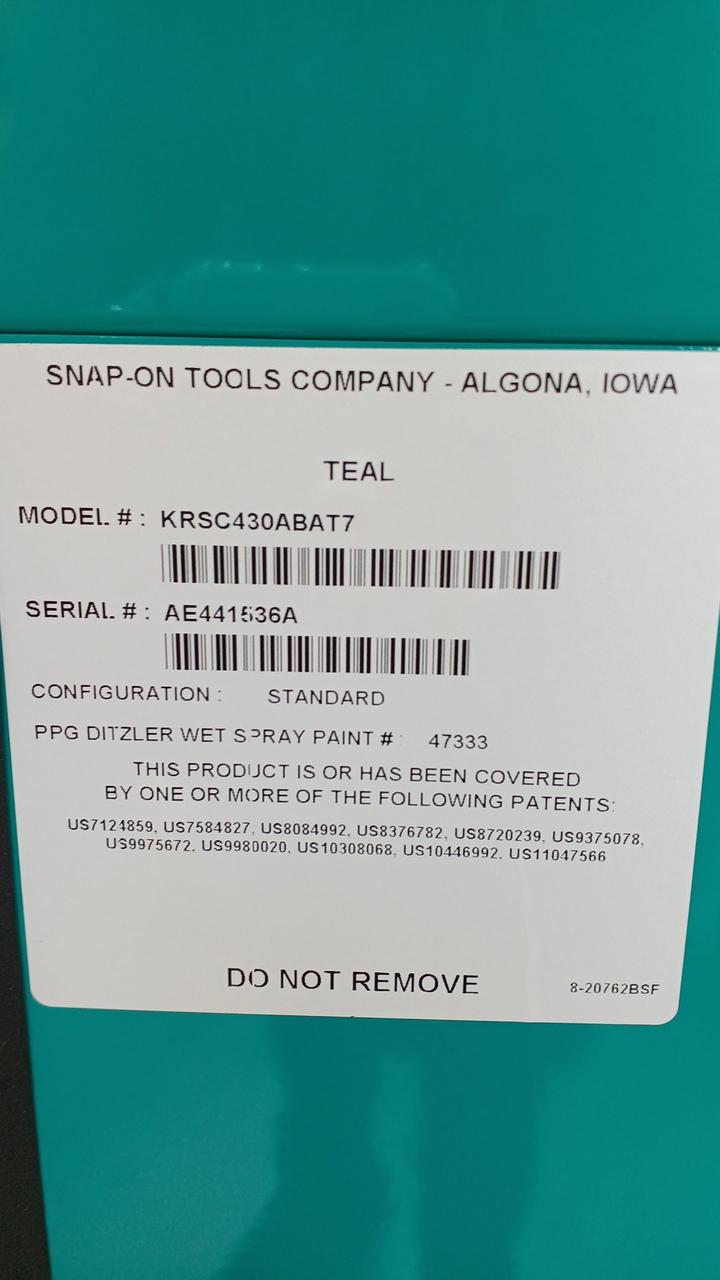 SNAP-ON TOOLS COMPANY - ALGONA, IOWA
TEAL
MODEL # : KRSC430ABAT7
SERIAL # : AE441536A
CONFIGURATION : STANDARD
PPG DITZLER WET SPRAY PAINT # : 47333
THIS PRODUCT IS OR HAS BEEN COVERED
BY ONE OR MORE OF THE FOLLOWING PATENTS:
US7124859, US7584827, US8084992, US8376782, US8720239, US9375078,
US9975672, US9980020, US10308068, US10446992, US11047566
DO NOT REMOVE
8-20762BSF